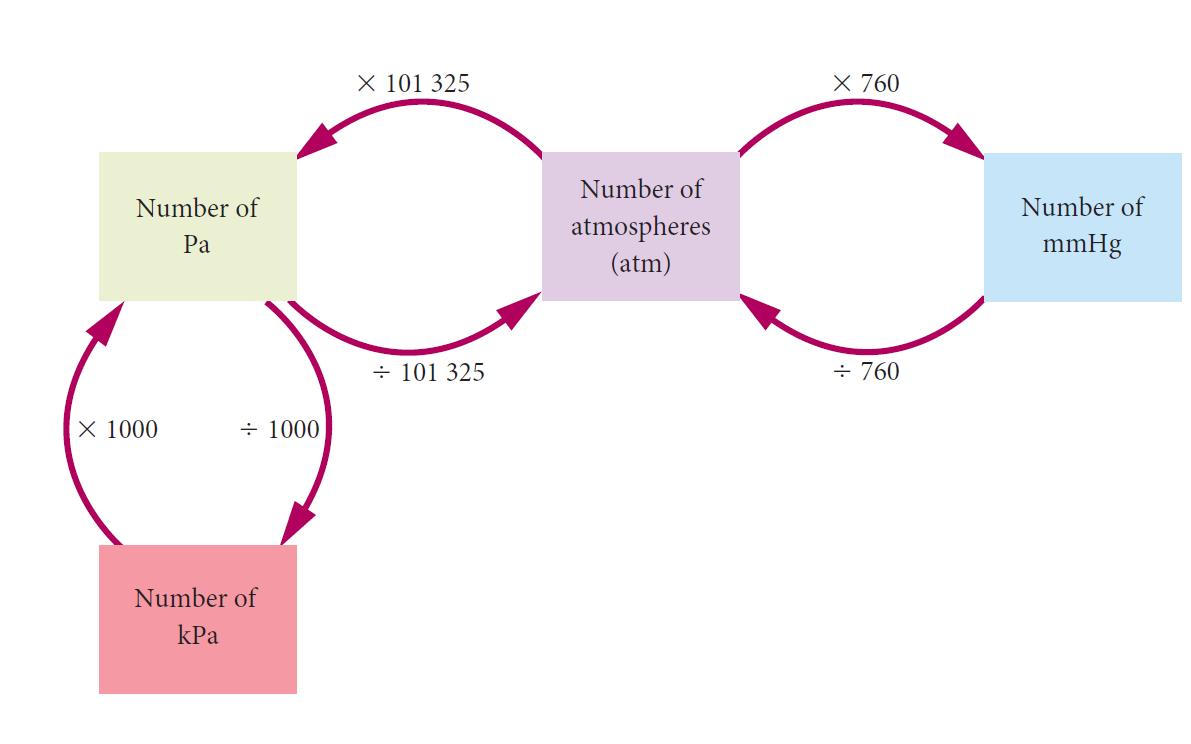 × 101 325
× 760
Number of
Pa
Number of
atmospheres
(atm)
Number of
mmHg
÷ 101 325
÷ 760
× 1000
÷ 1000
Number of
kPa